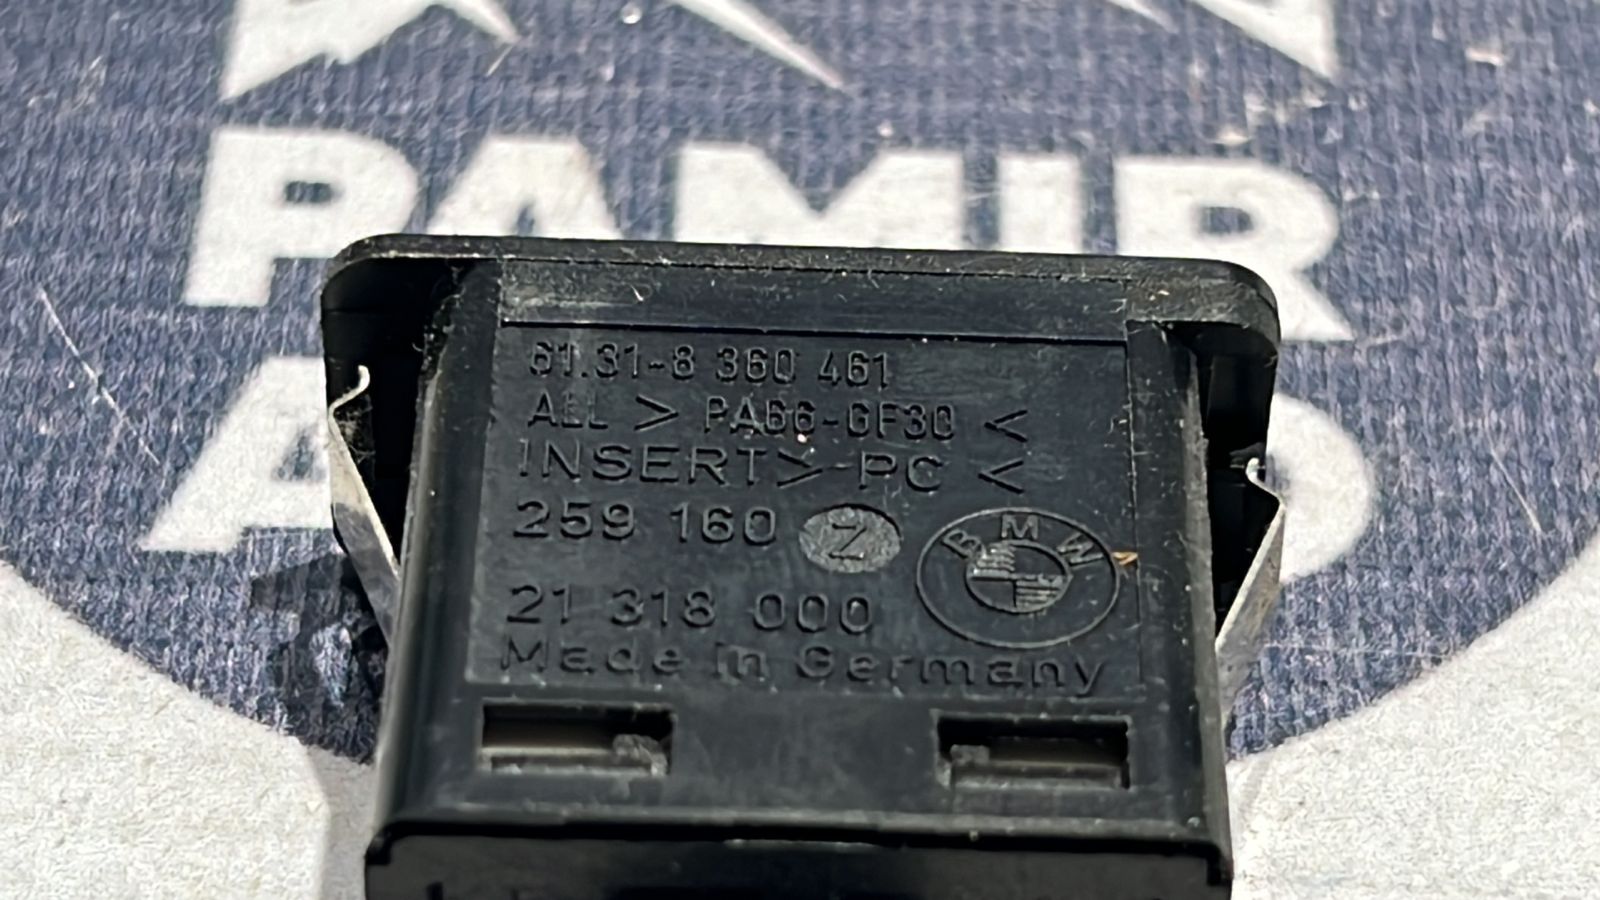 PAMIR
61.31-8 360 461
ALL > PA66-GF30 <
INSERT > PC <
259 160 Z
BMW
21 318 000
Made in Germany